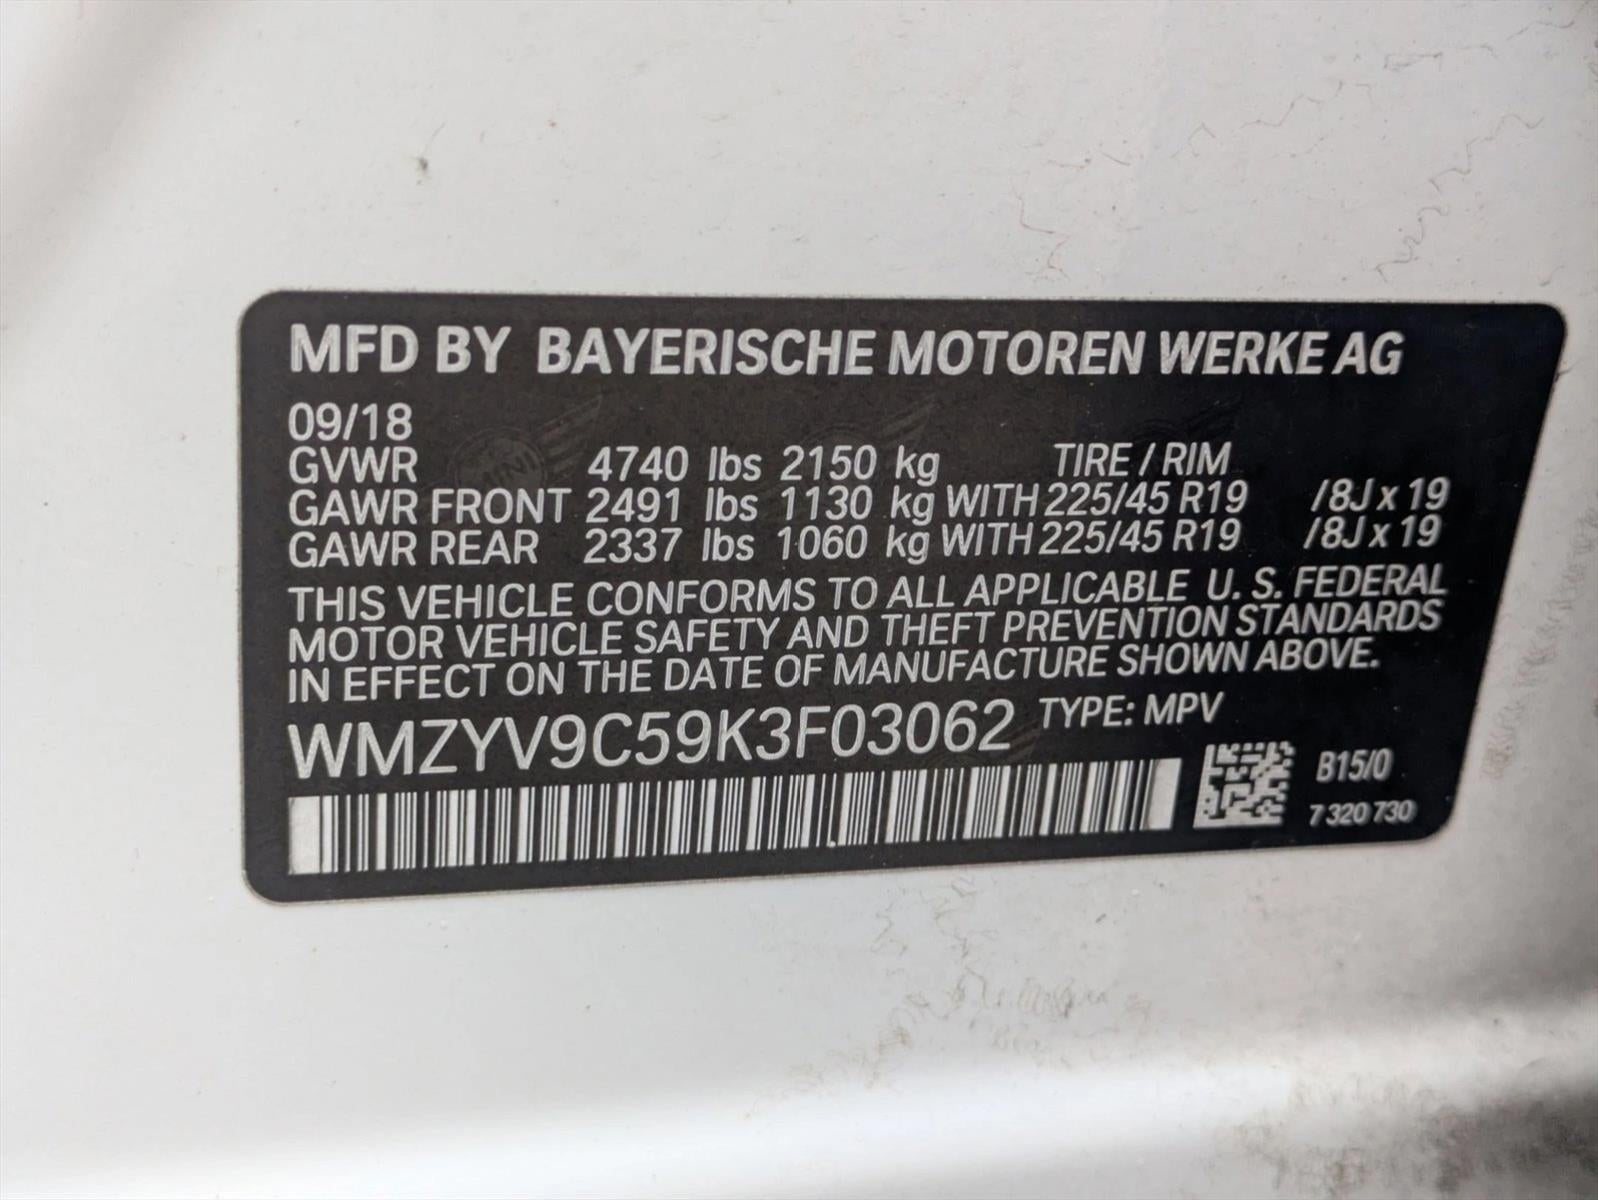 MFD BY BAYERISCHE MOTOREN WERKE AG
09/18
GVWR 4740 lbs 2150 kg TIRE / RIM
GAWR FRONT 2491 lbs 1130 kg WITH 225/45 R19 /8J x 19
GAWR REAR 2337 lbs 1060 kg WITH 225/45 R19 /8J x 19
THIS VEHICLE CONFORMS TO ALL APPLICABLE U. S. FEDERAL
MOTOR VEHICLE SAFETY AND THEFT PREVENTION STANDARDS
IN EFFECT ON THE DATE OF MANUFACTURE SHOWN ABOVE.
WMZYV9C59K3F03062 TYPE: MPV
B15/0
7 320 730
MINI